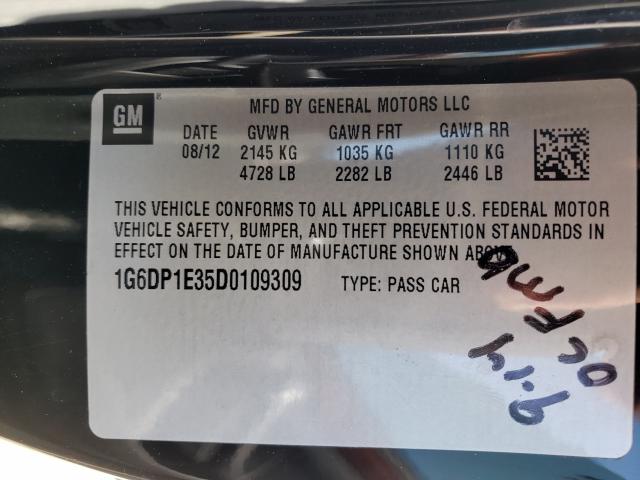 GM
MFD BY GENERAL MOTORS LLC
DATE GVWR GAWR FRT GAWR RR
08/12 2145 KG 1035 KG 1110 KG
4728 LB 2282 LB 2446 LB
THIS VEHICLE CONFORMS TO ALL APPLICABLE U.S. FEDERAL MOTOR
VEHICLE SAFETY, BUMPER, AND THEFT PREVENTION STANDARDS IN
EFFECT ON THE DATE OF MANUFACTURE SHOWN ABOVE.
1G6DP1E35D0109309 TYPE: PASS CAR
9-14